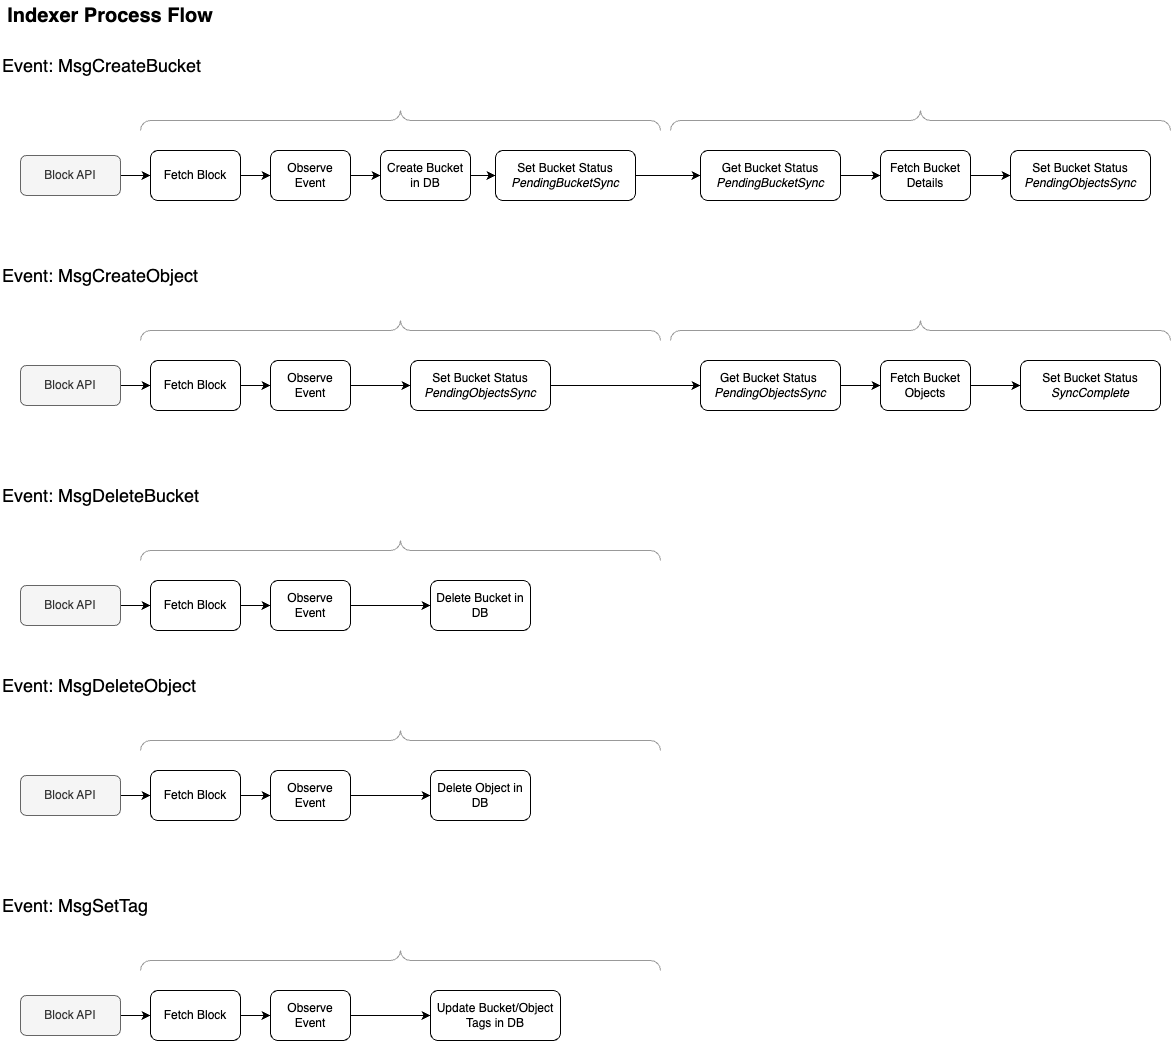 Indexer Process Flow
Event: MsgCreateBucket
Block API
Fetch Block
Observe
Event
Create Bucket
in DB
Set Bucket Status
PendingBucketSync
Get Bucket Status
PendingBucketSync
Fetch Bucket
Details
Set Bucket Status
PendingObjectsSync
Event: MsgCreateObject
Block API
Fetch Block
Observe
Event
Set Bucket Status
PendingObjectsSync
Get Bucket Status
PendingObjectsSync
Fetch Bucket
Objects
Set Bucket Status
SyncComplete
Event: MsgDeleteBucket
Block API
Fetch Block
Observe
Event
Delete Bucket in
DB
Event: MsgDeleteObject
Block API
Fetch Block
Observe
Event
Delete Object in
DB
Event: MsgSetTag
Block API
Fetch Block
Observe
Event
Update Bucket/Object
Tags in DB